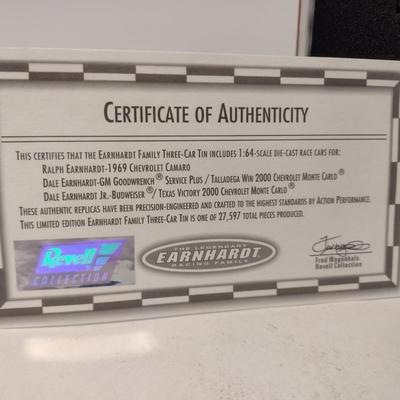 CERTIFICATE OF AUTHENTICITY
THIS CERTIFIES THAT THE EARNHARDT FAMILY THREE-CAR TIN INCLUDES 1:64-SCALE DIE-CAST RACE CARS FOR:
RALPH EARNHARDT-1969 CHEVROLET CAMARO
DALE EARNHARDT-GM GOODWRENCH® SERVICE PLUS / TALLADEGA WIN 2000 CHEVROLET MONTE CARLO®
DALE EARNHARDT JR.-BUDWEISER®/ TEXAS VICTORY 2000 CHEVROLET MONTE CARLO®
THESE AUTHENTIC REPLICAS HAVE BEEN PRECISION-ENGINEERED AND CRAFTED TO THE HIGHEST STANDARDS BY ACTION PERFORMANCE.
THIS LIMITED EDITION EARNHARDT FAMILY THREE-CAR TIN IS ONE OF 27,597 TOTAL PIECES PRODUCED.
Revell
COLLECTION
THE LEGENDARY
EARNHARDT
RACING FAMILY
Fred Wagenhals
Revell Collection